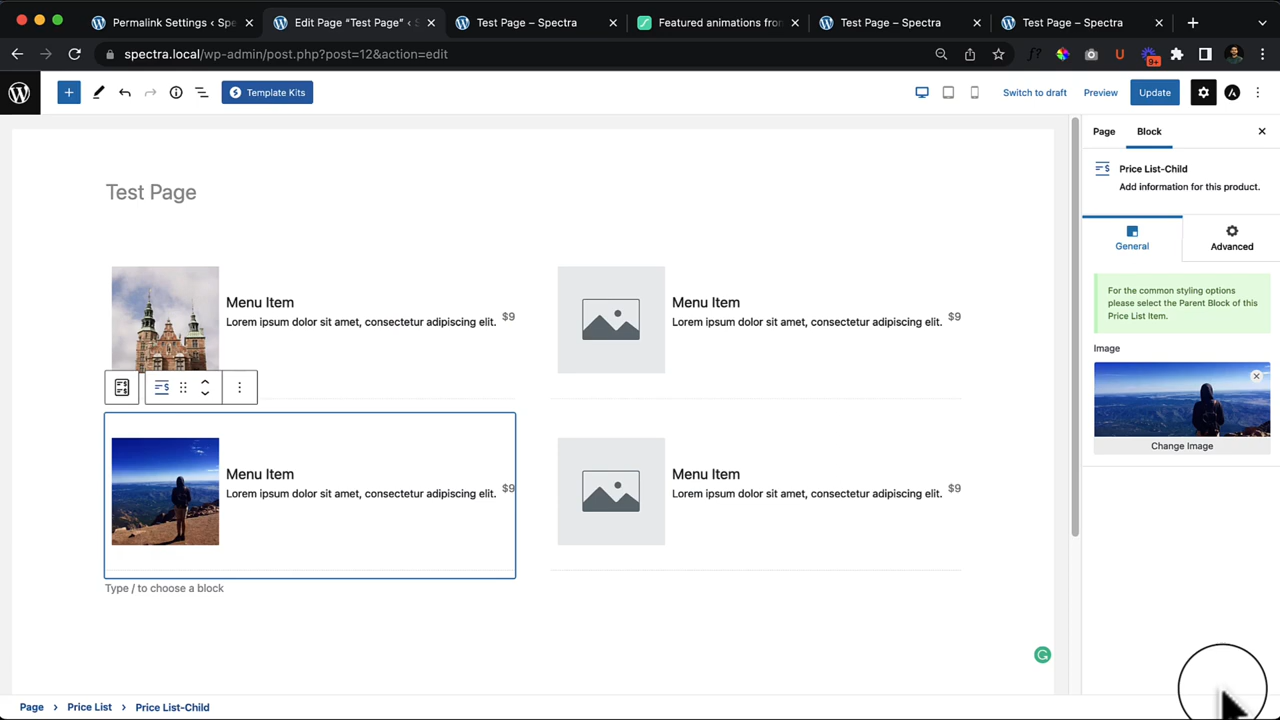 Permalink Settings ‹ Spe
Edit Page “Test Page” ‹ S
Test Page – Spectra
Featured animations from
Test Page – Spectra
Test Page – Spectra
spectra.local/wp-admin/post.php?post=12&action=edit
f?
U
9+
Template Kits
Switch to draft
Preview
Update
Page
Block
Price List-Child
Add information for this product.
General
Advanced
For the common styling options
please select the Parent Block of this
Price List Item.
Image
Change Image
Test Page
Menu Item
Lorem ipsum dolor sit amet, consectetur adipiscing elit.
$9
Menu Item
Lorem ipsum dolor sit amet, consectetur adipiscing elit.
$9
Menu Item
Lorem ipsum dolor sit amet, consectetur adipiscing elit.
$9
Menu Item
Lorem ipsum dolor sit amet, consectetur adipiscing elit.
$9
Type / to choose a block
Page
Price List
Price List-Child